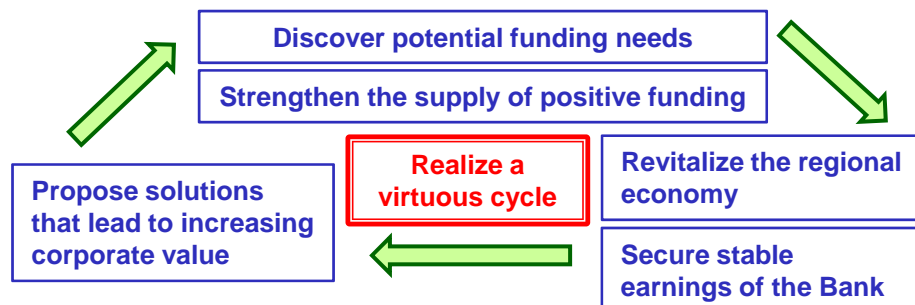 Discover potential funding needs
Strengthen the supply of positive funding
Realize a
virtuous cycle
Revitalize the regional
economy
Propose solutions
that lead to increasing
corporate value
Secure stable
earnings of the Bank